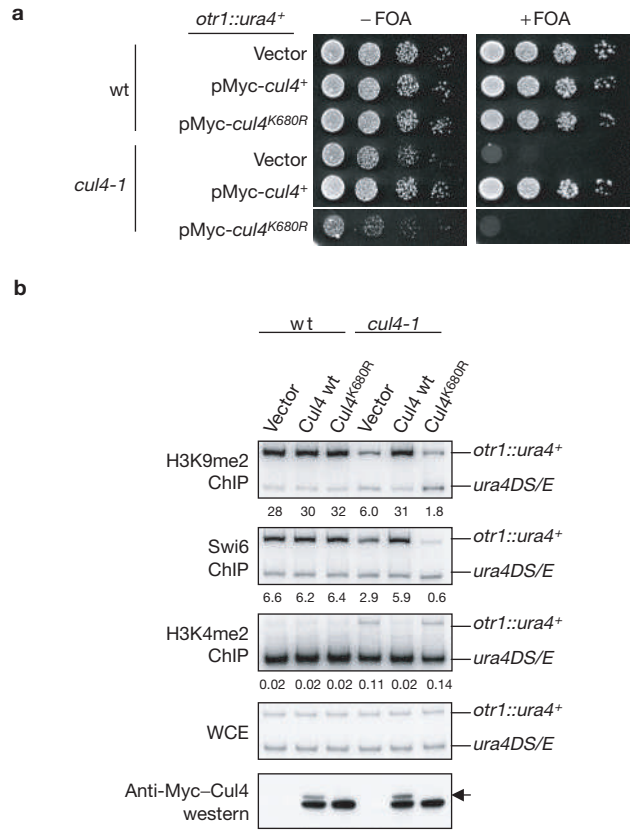 a
otr1::ura4+
– FOA
+ FOA
wt
Vector
pMyc-cul4+
pMyc-cul4K680R
cul4-1
Vector
pMyc-cul4+
pMyc-cul4K680R
b
wt
cul4-1
Vector
Cul4 wt
Cul4K680R
Vector
Cul4 wt
Cul4K680R
H3K9me2
ChIP
otr1::ura4+
ura4DS/E
28 30 32 6.0 31 1.8
Swi6
ChIP
otr1::ura4+
ura4DS/E
6.6 6.2 6.4 2.9 5.9 0.6
H3K4me2
ChIP
otr1::ura4+
ura4DS/E
0.02 0.02 0.02 0.11 0.02 0.14
WCE
otr1::ura4+
ura4DS/E
Anti-Myc–Cul4
western